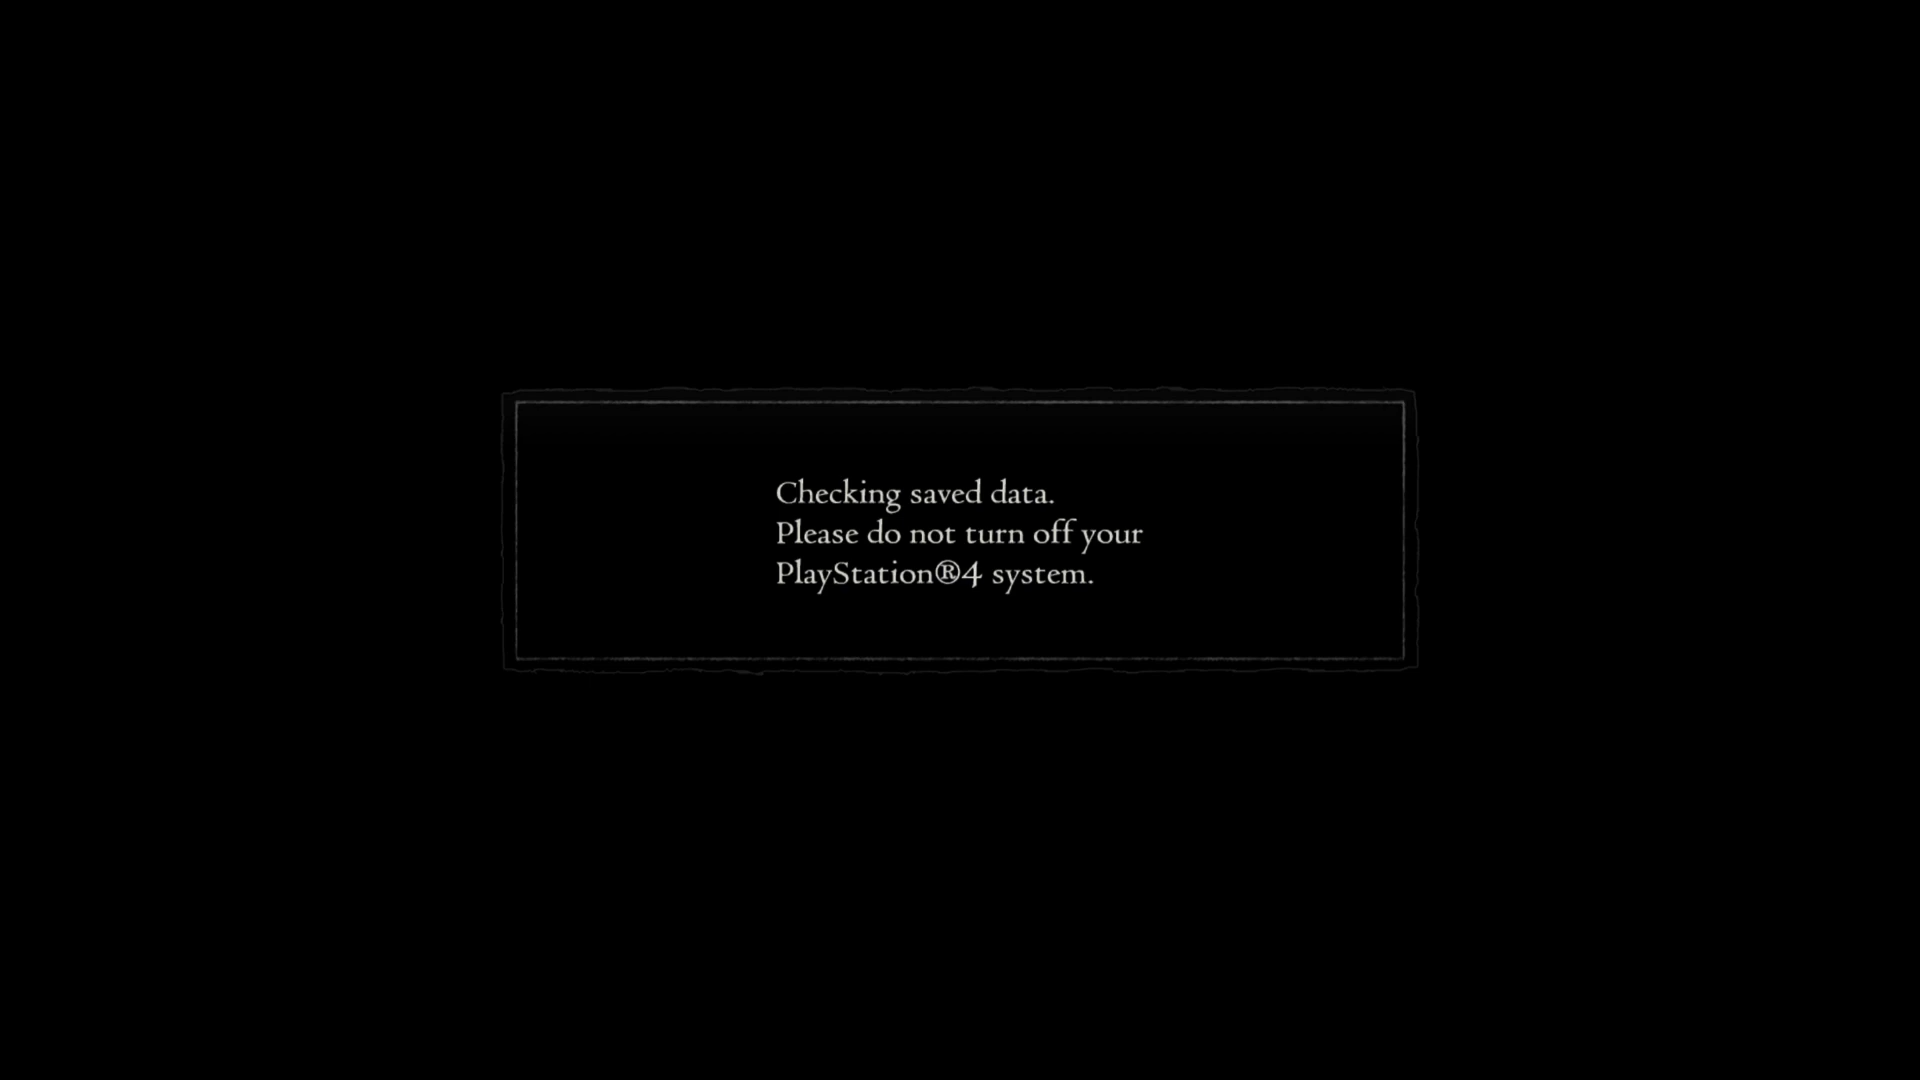 Checking saved data.
Please do not turn off your
PlayStation®4 system.